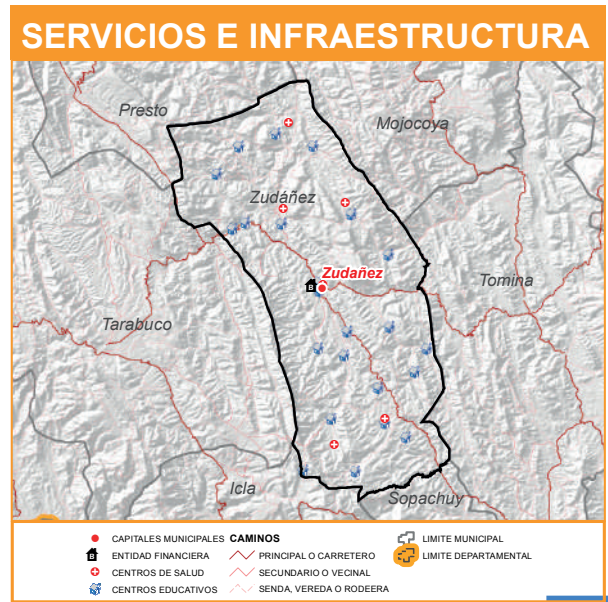 SERVICIOS E INFRAESTRUCTURA
Presto
Mojocoya
Zudáñez
Zudañez
B
Tomina
Tarabuco
Icla
Sopachuy
CAPITALES MUNICIPALES
B ENTIDAD FINANCIERA
CENTROS DE SALUD
CENTROS EDUCATIVOS
CAMINOS
PRINCIPAL O CARRETERO
SECUNDARIO O VECINAL
SENDA, VEREDA O RODEERA
LIMITE MUNICIPAL
LIMITE DEPARTAMENTAL